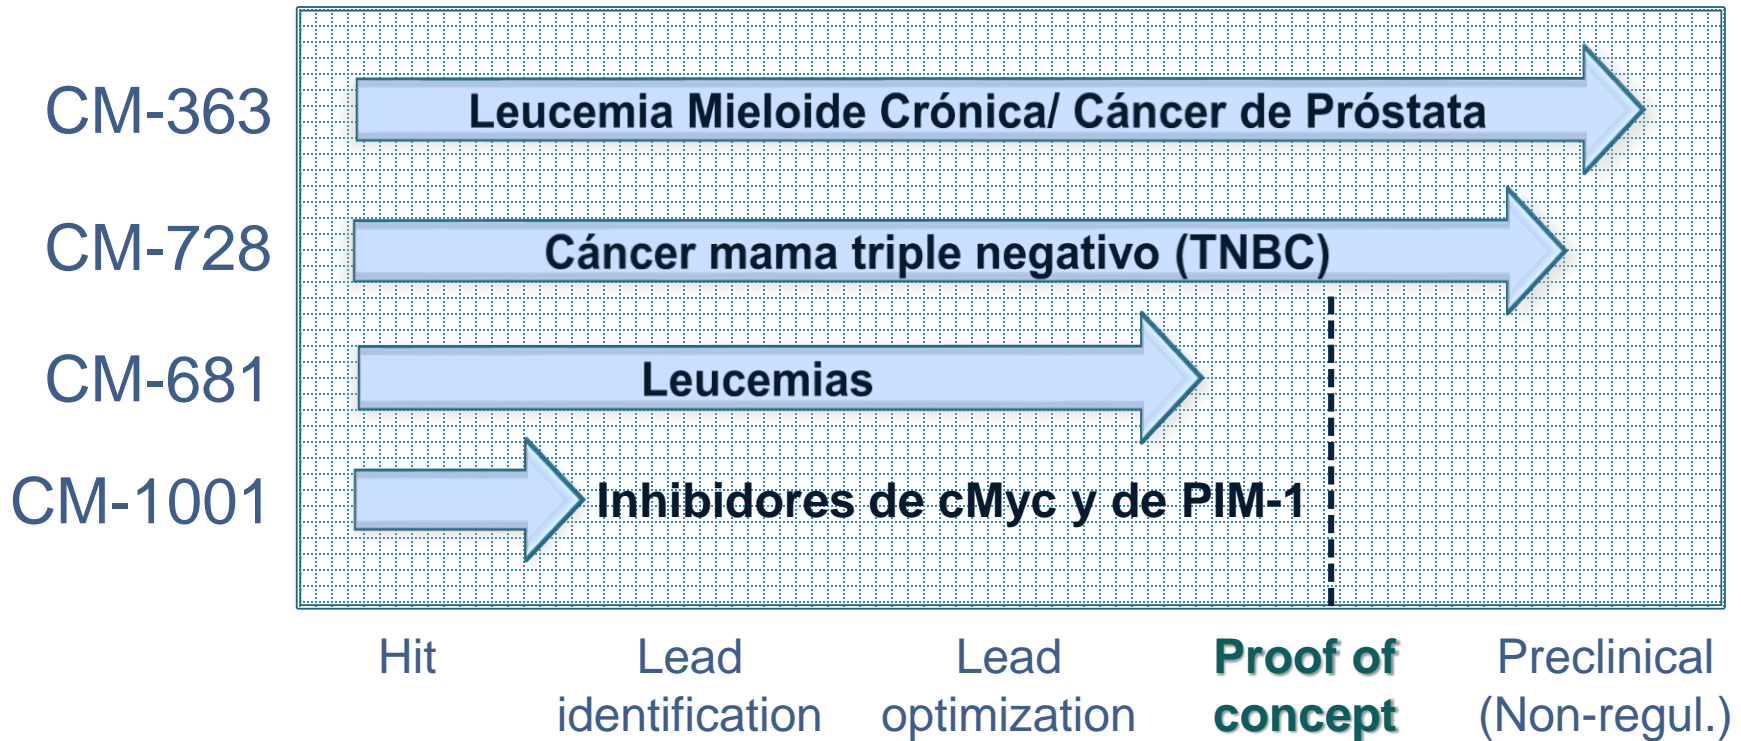 CM-363
Leucemia Mieloide Crónica/ Cáncer de Próstata
CM-728
Cáncer mama triple negativo (TNBC)
CM-681
Leucemias
CM-1001
Inhibidores de cMyc y de PIM-1
Hit
Lead
identification
Lead
optimization
Proof of
concept
Preclinical
(Non-regul.)